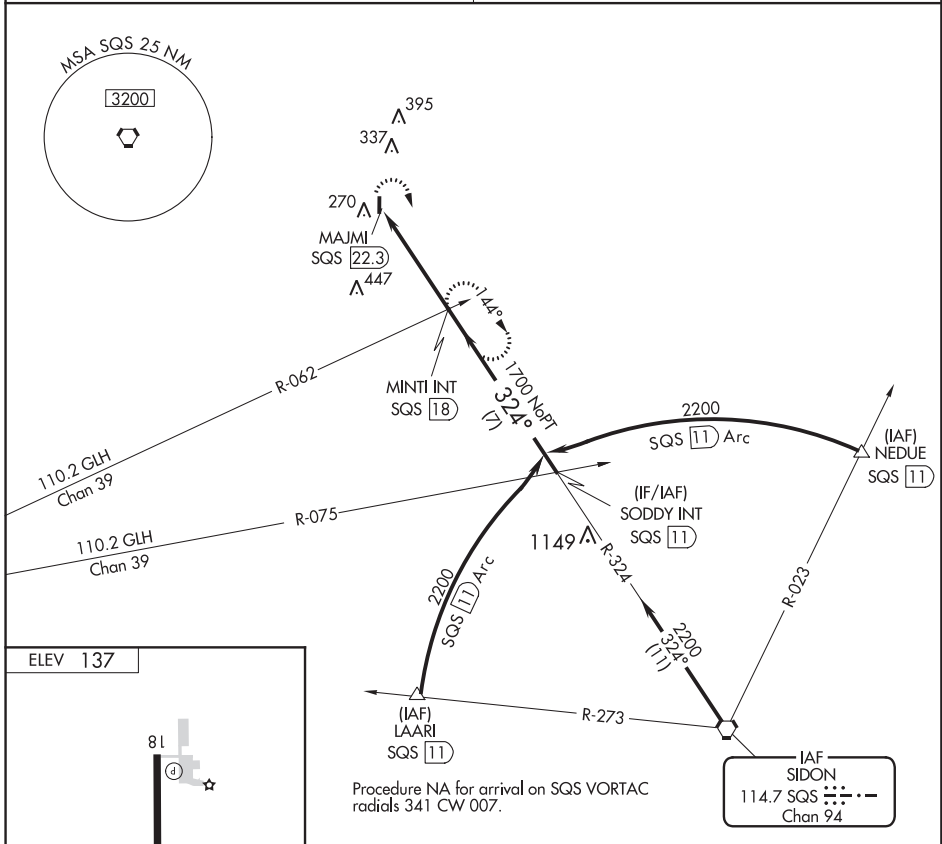 MSA SQS 25 NM
3200
395
337
270
MAJMI
SQS 22.3
447
144°
1700 NoPT
324°
(7)
MINTI INT
SQS 18
R-062
110.2 GLH
Chan 39
R-075
110.2 GLH
Chan 39
2200
SQS 11 Arc
(IAF)
NEDUE
SQS 11
(IF/IAF)
SODDY INT
SQS 11
1149
R-324
R-023
2200
SQS 11 Arc
2200
324°
(11)
(IAF)
LAARI
SQS 11
R-273
IAF
SIDON
114.7 SQS
Chan 94
Procedure NA for arrival on SQS VORTAC
radials 341 CW 007.
ELEV 137
18
P